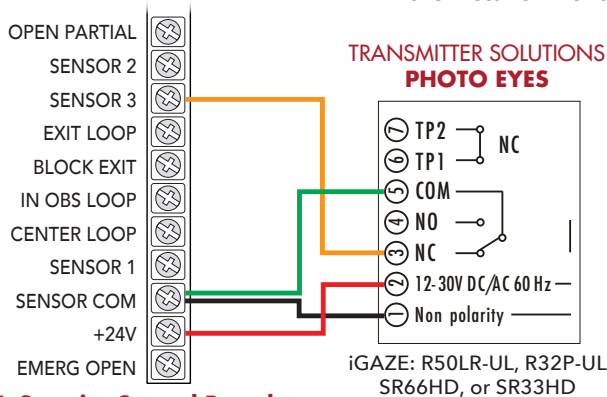 OPEN PARTIAL
SENSOR 2
SENSOR 3
EXIT LOOP
BLOCK EXIT
IN OBS LOOP
CENTER LOOP
SENSOR 1
SENSOR COM
+24V
EMERG OPEN
TRANSMITTER SOLUTIONS
PHOTO EYES
7 TP2
6 TP1
NC
5 COM
4 NO
3 NC
2 12-30V DC/AC 60 Hz
1 Non polarity
iGAZE: R50LR-UL, R32P-UL
SR66HD, or SR33HD